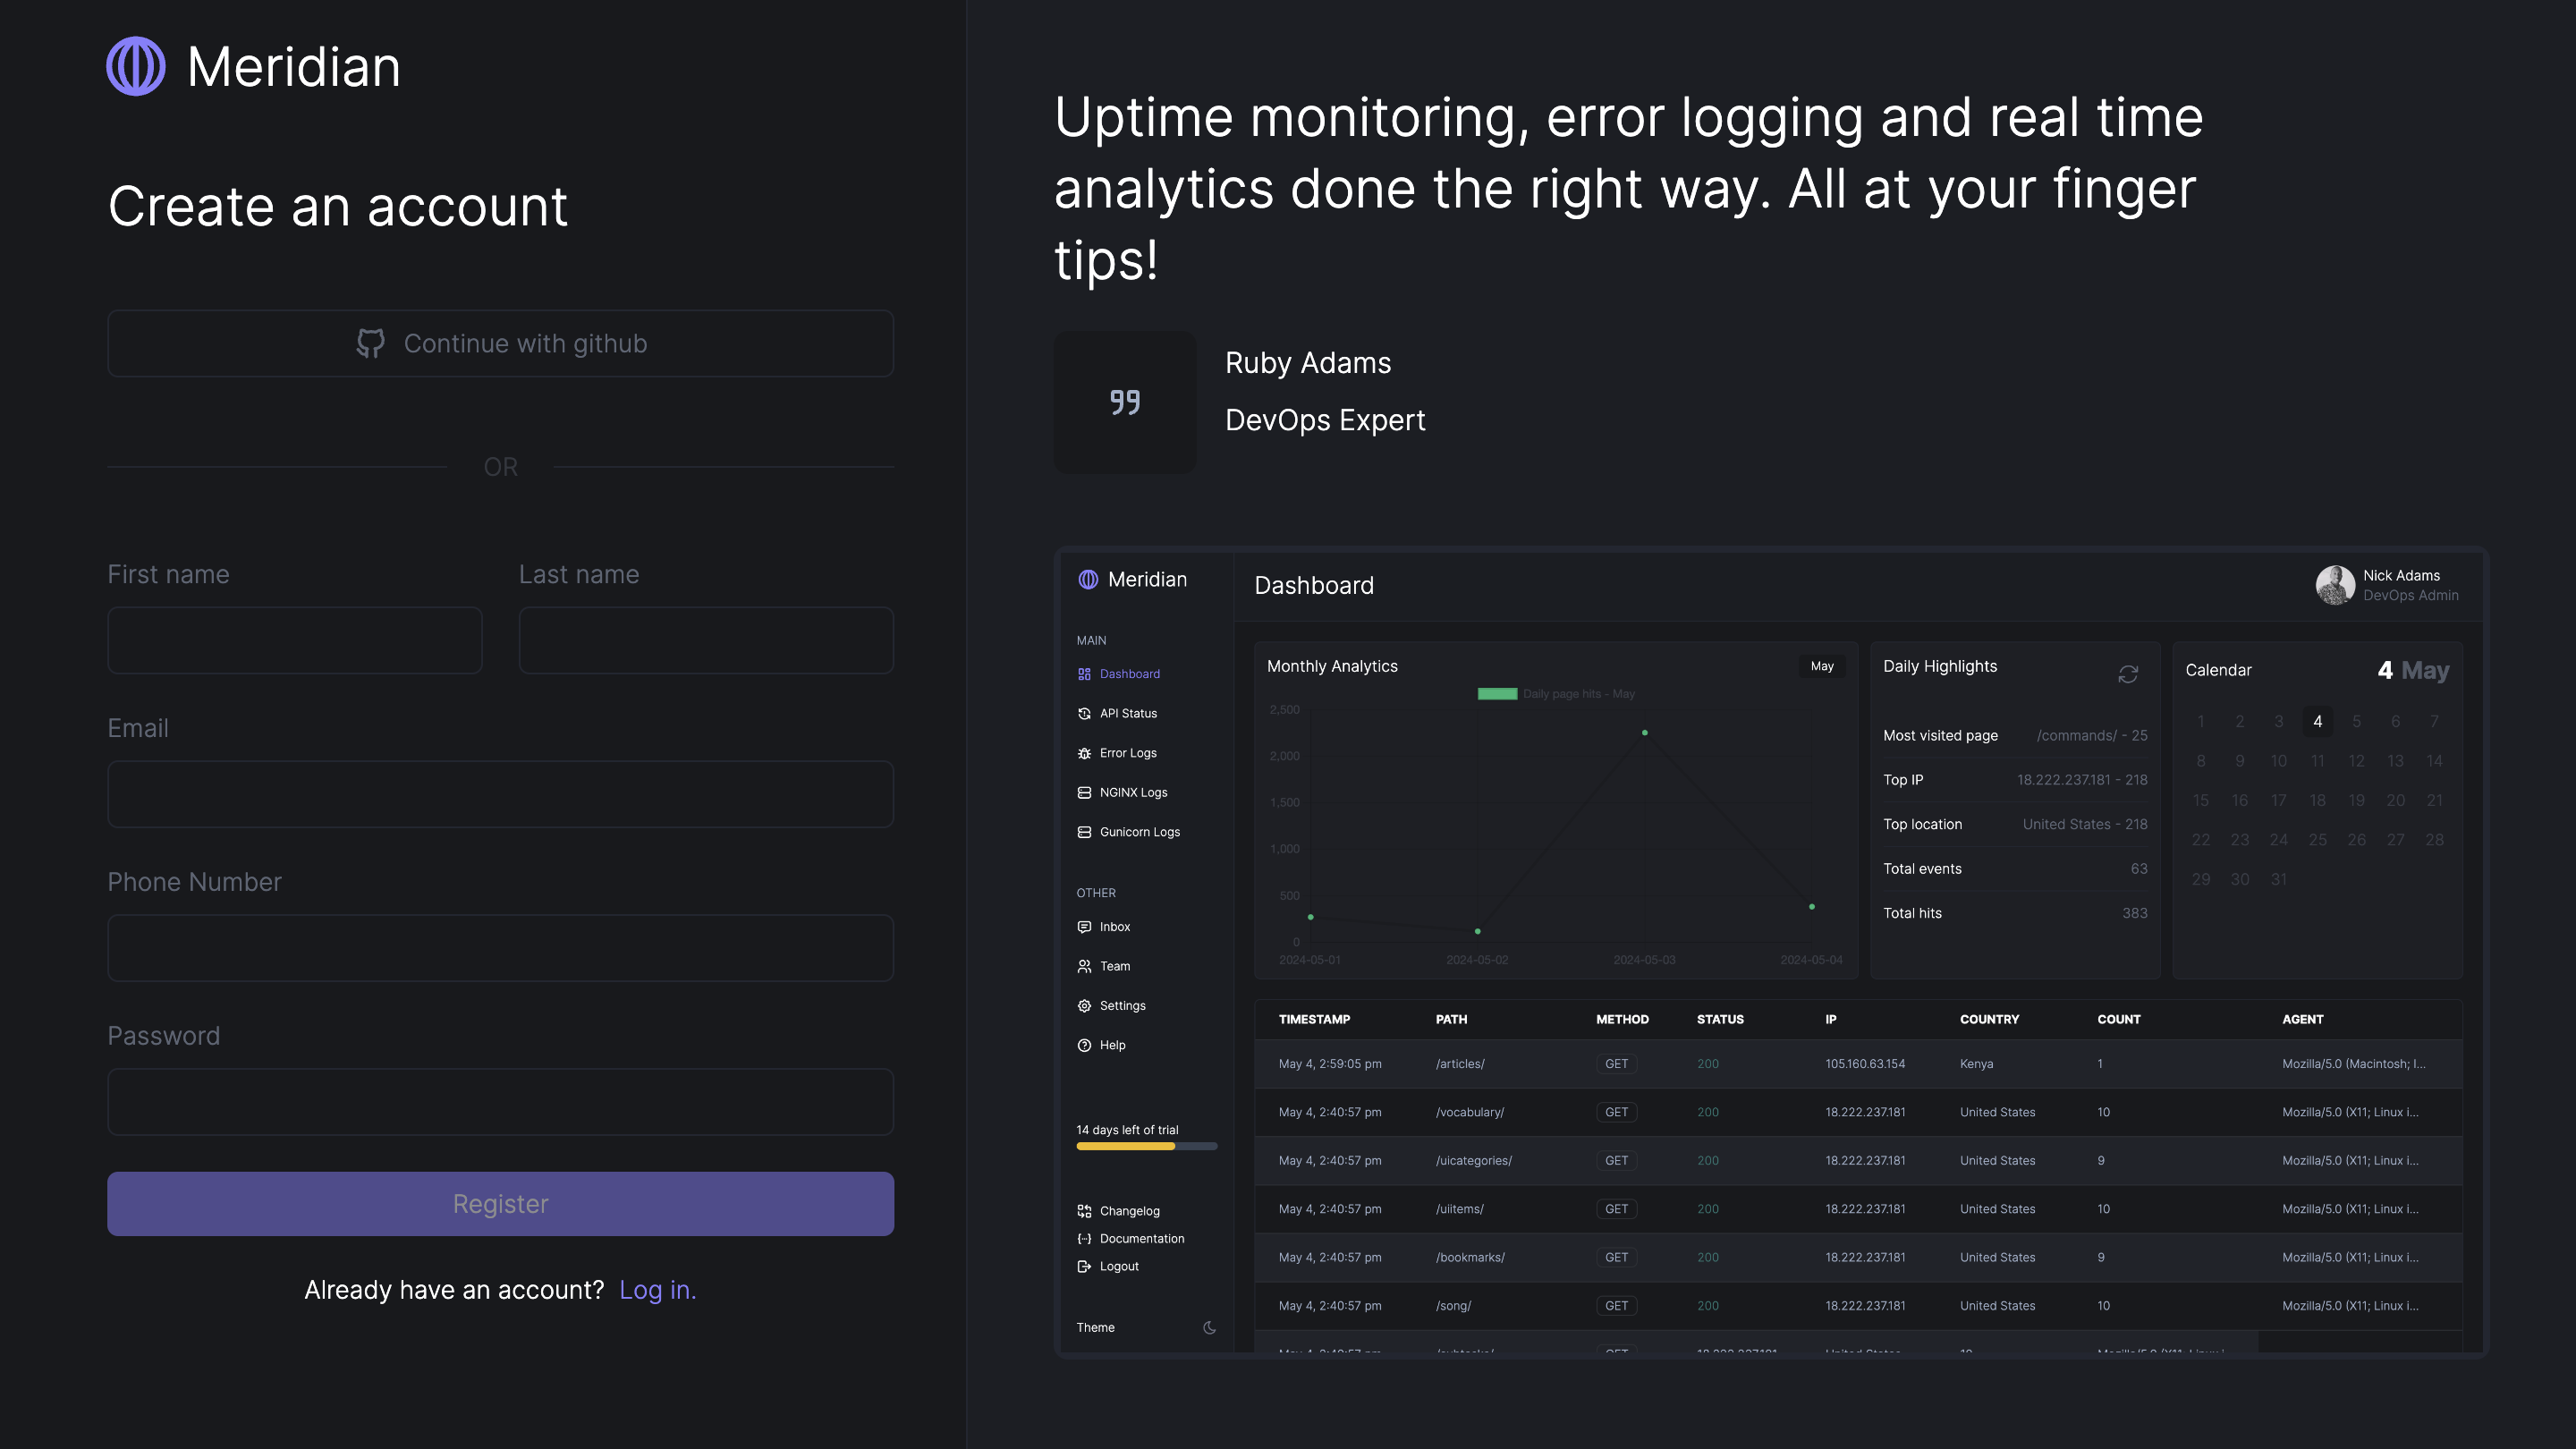 Meridian
Create an account
Continue with github
OR
First name
Last name
Email
Phone Number
Password
Register
Already have an account? Log in.
Uptime monitoring, error logging and real time
analytics done the right way. All at your finger
tips!
Ruby Adams
DevOps Expert
Meridian
MAIN
Dashboard
API Status
Error Logs
NGINX Logs
Gunicorn Logs
OTHER
Inbox
Team
Settings
Help
14 days left of trial
Changelog
Documentation
Logout
Theme
Dashboard
Nick Adams
DevOps Admin
Monthly Analytics
May
Daily page hits - May
2,500
2,000
1,500
1,000
500
0
2024-05-01 2024-05-02 2024-05-03 2024-05-04
Daily Highlights
Most visited page /commands/ - 25
Top IP 18.222.237.181 - 218
Top location United States - 218
Total events 63
Total hits 383
Calendar 4 May
1 2 3 4 5 6 7
8 9 10 11 12 13 14
15 16 17 18 19 20 21
22 23 24 25 26 27 28
29 30 31
TIMESTAMP PATH METHOD STATUS IP COUNTRY COUNT AGENT
May 4, 2:59:05 pm /articles/ GET 200 105.160.63.154 Kenya 1 Mozilla/5.0 (Macintosh; I...
May 4, 2:40:57 pm /vocabulary/ GET 200 18.222.237.181 United States 10 Mozilla/5.0 (X11; Linux i...
May 4, 2:40:57 pm /uicategories/ GET 200 18.222.237.181 United States 9 Mozilla/5.0 (X11; Linux i...
May 4, 2:40:57 pm /uiitems/ GET 200 18.222.237.181 United States 10 Mozilla/5.0 (X11; Linux i...
May 4, 2:40:57 pm /bookmarks/ GET 200 18.222.237.181 United States 9 Mozilla/5.0 (X11; Linux i...
May 4, 2:40:57 pm /song/ GET 200 18.222.237.181 United States 10 Mozilla/5.0 (X11; Linux i...